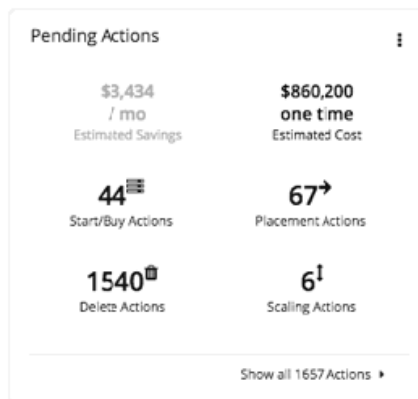 Pending Actions
$3,434 $860,200
/ mo one time
Estimated Savings Estimated Cost
44 67
Start/Buy Actions Placement Actions
1540 6
Delete Actions Scaling Actions
Show all 1657 Actions